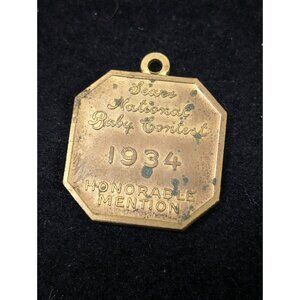 Sears
National
Baby Contest
1934
HONORABLE
MENTION